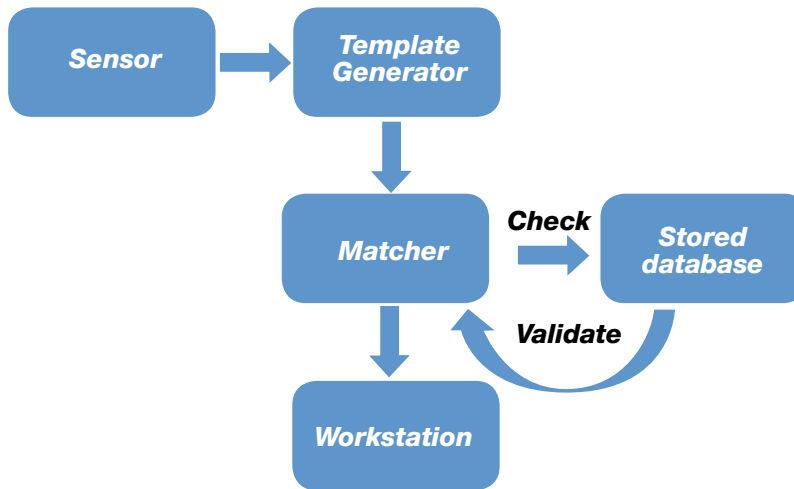 Sensor
Template
Generator
Matcher
Check
Stored
database
Validate
Workstation